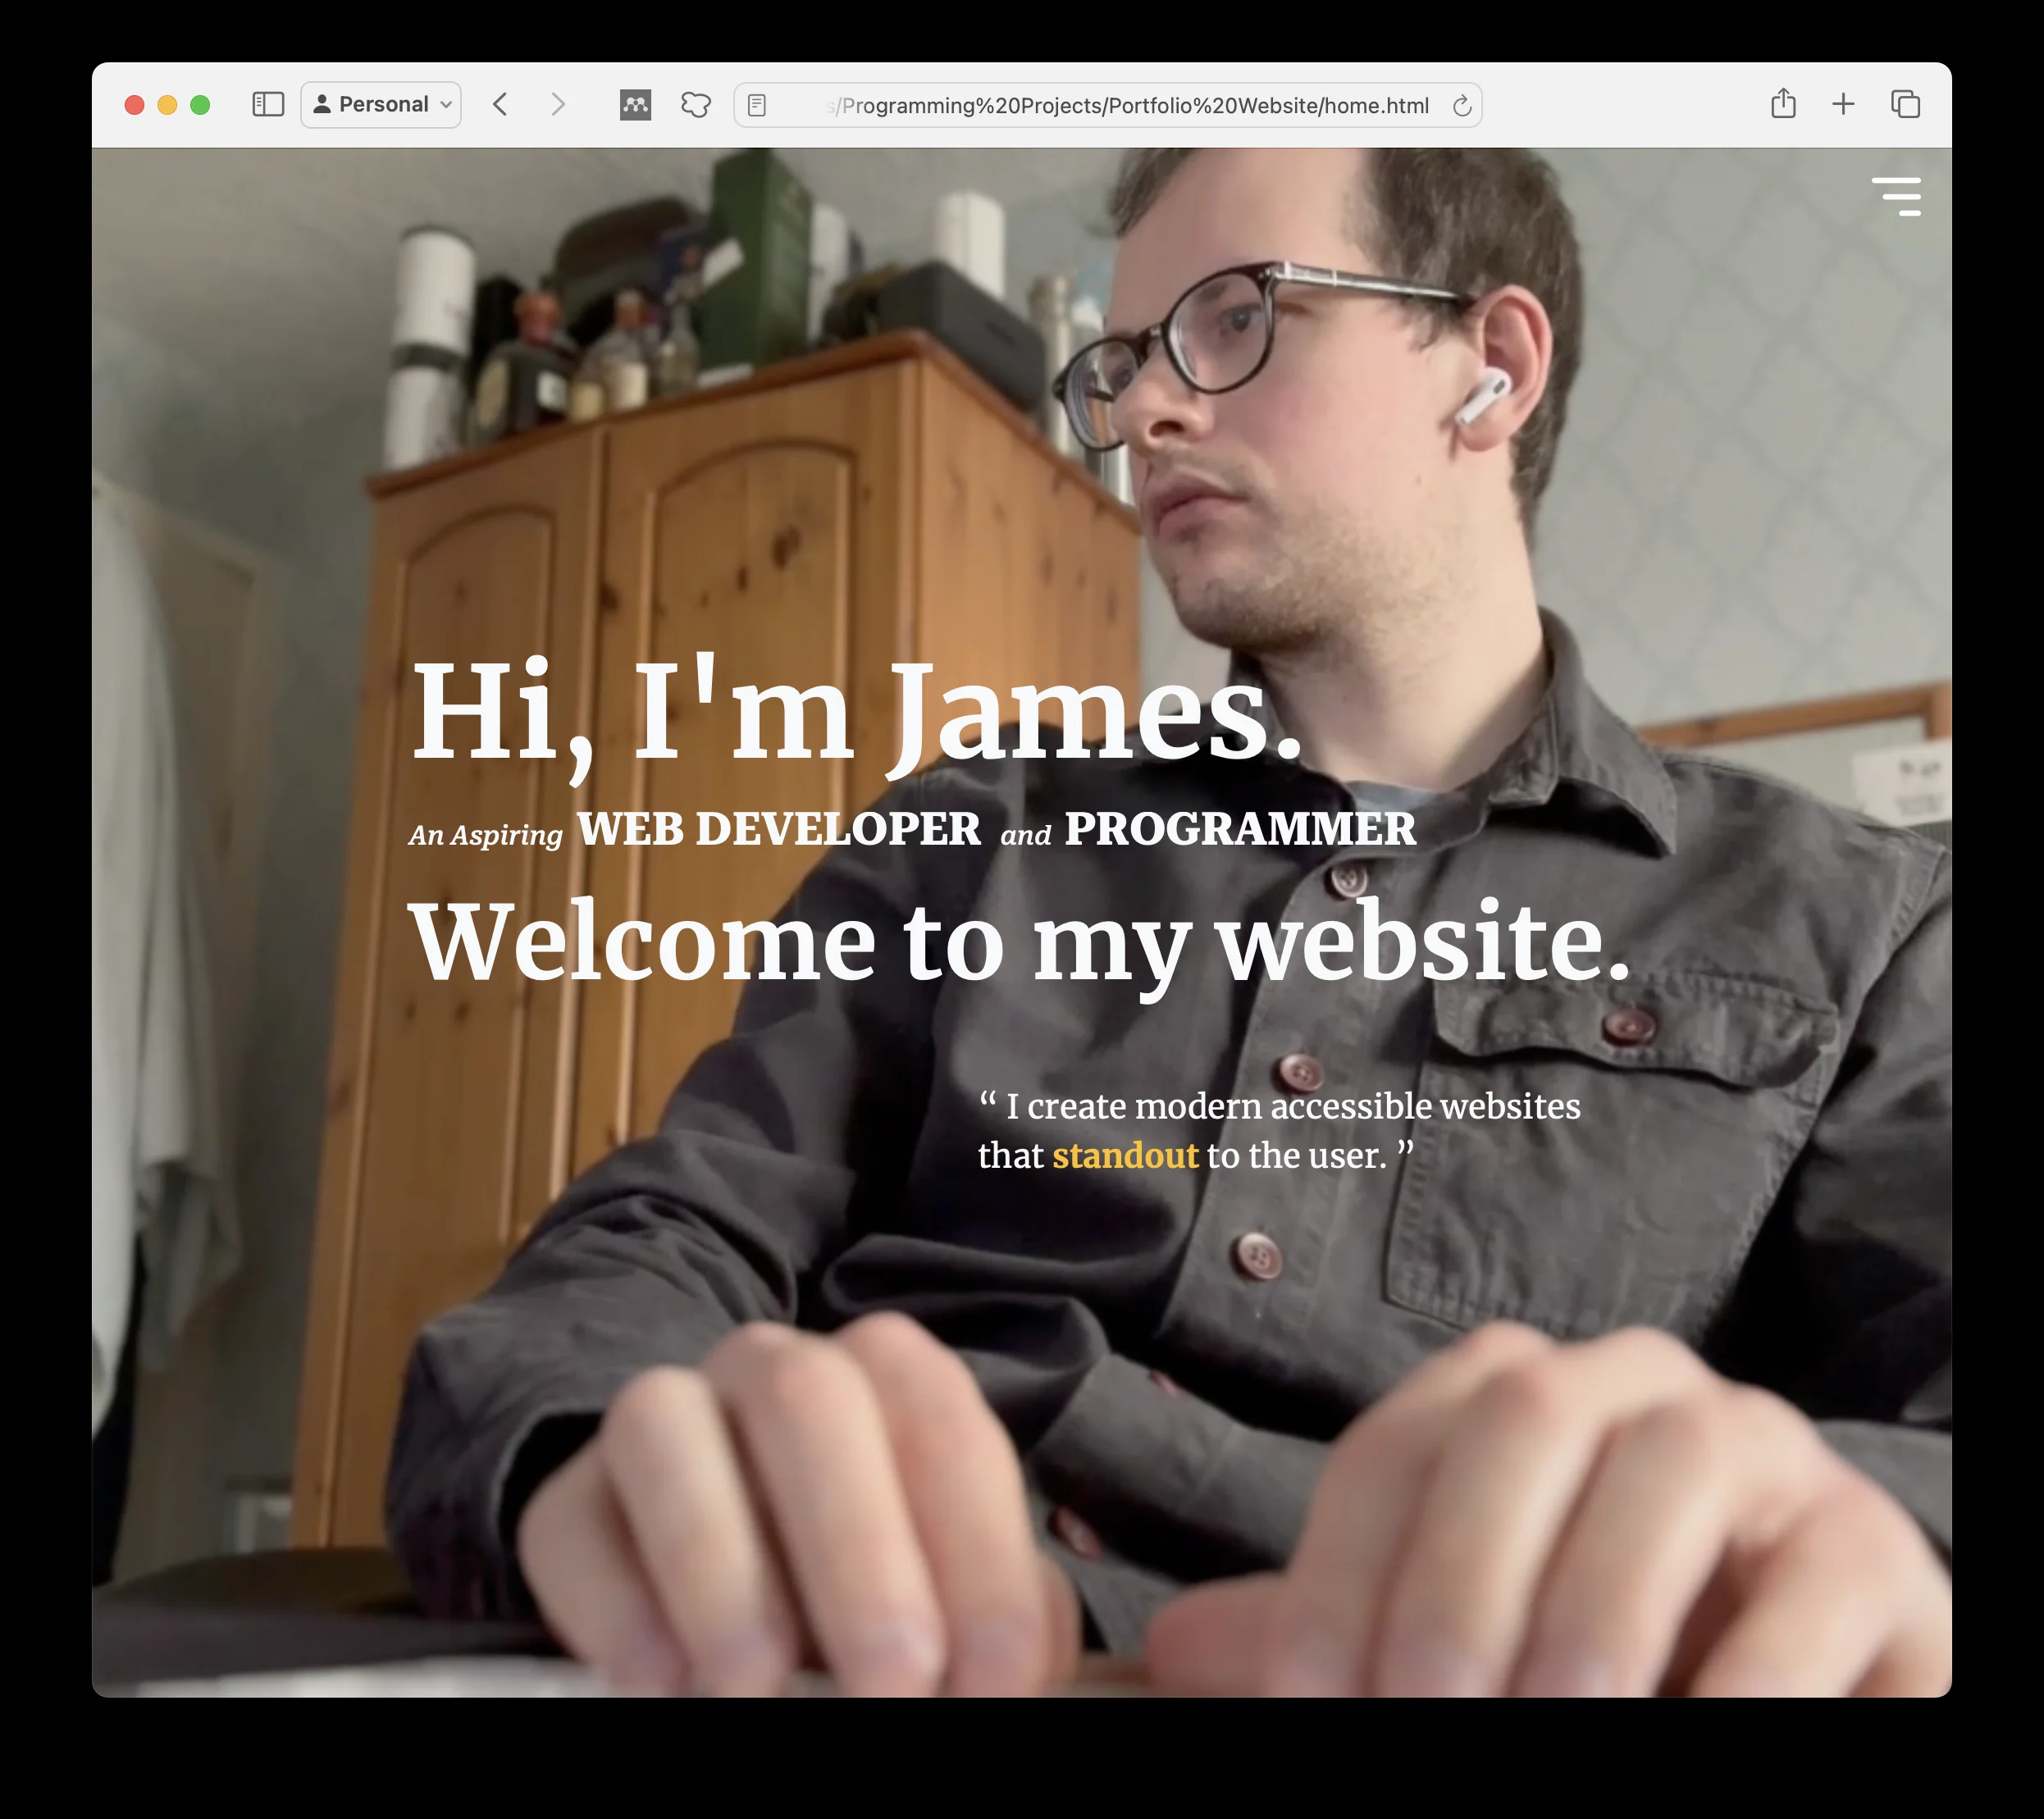 Personal
s/Programming%20Projects/Portfolio%20Website/home.html
Hi, I'm James.
An Aspiring WEB DEVELOPER and PROGRAMMER
Welcome to my website.
“ I create modern accessible websites
that standout to the user. ”